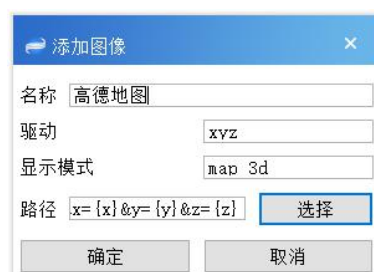 添加图像
名称 高德地图
驱动 xyz
显示模式 map 3d
路径 .x={x}&y={y}&z={z} 选择
确定 取消